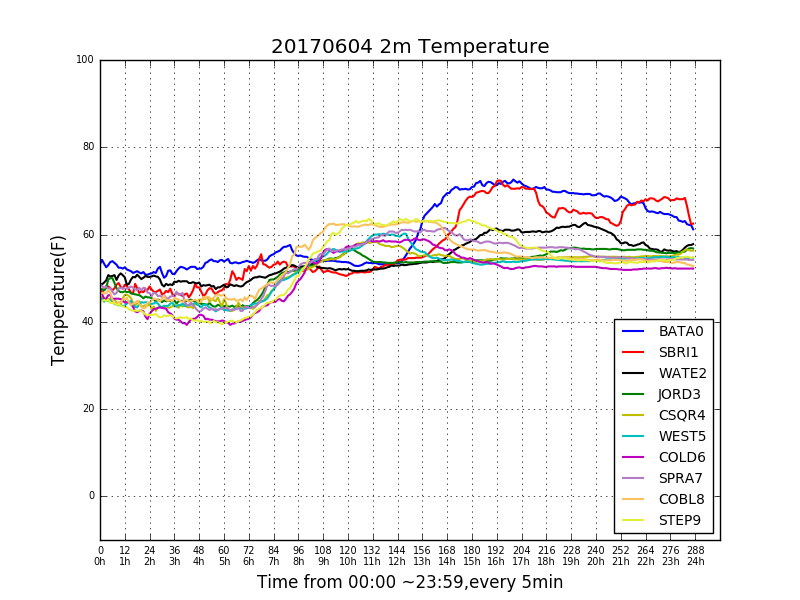 20170604 2m Temperature
Temperature(F)
100
80
60
40
20
0
BATA0
SBRI1
WATE2
JORD3
CSQR4
WEST5
COLD6
SPRA7
COBL8
STEP9
0 12 24 36 48 60 72 84 96 108 120 132 144 156 168 180 192 204 216 228 240 252 264 276 288
0h 1h 2h 3h 4h 5h 6h 7h 8h 9h 10h 11h 12h 13h 14h 15h 16h 17h 18h 19h 20h 21h 22h 23h 24h
Time from 00:00 ~23:59,every 5min